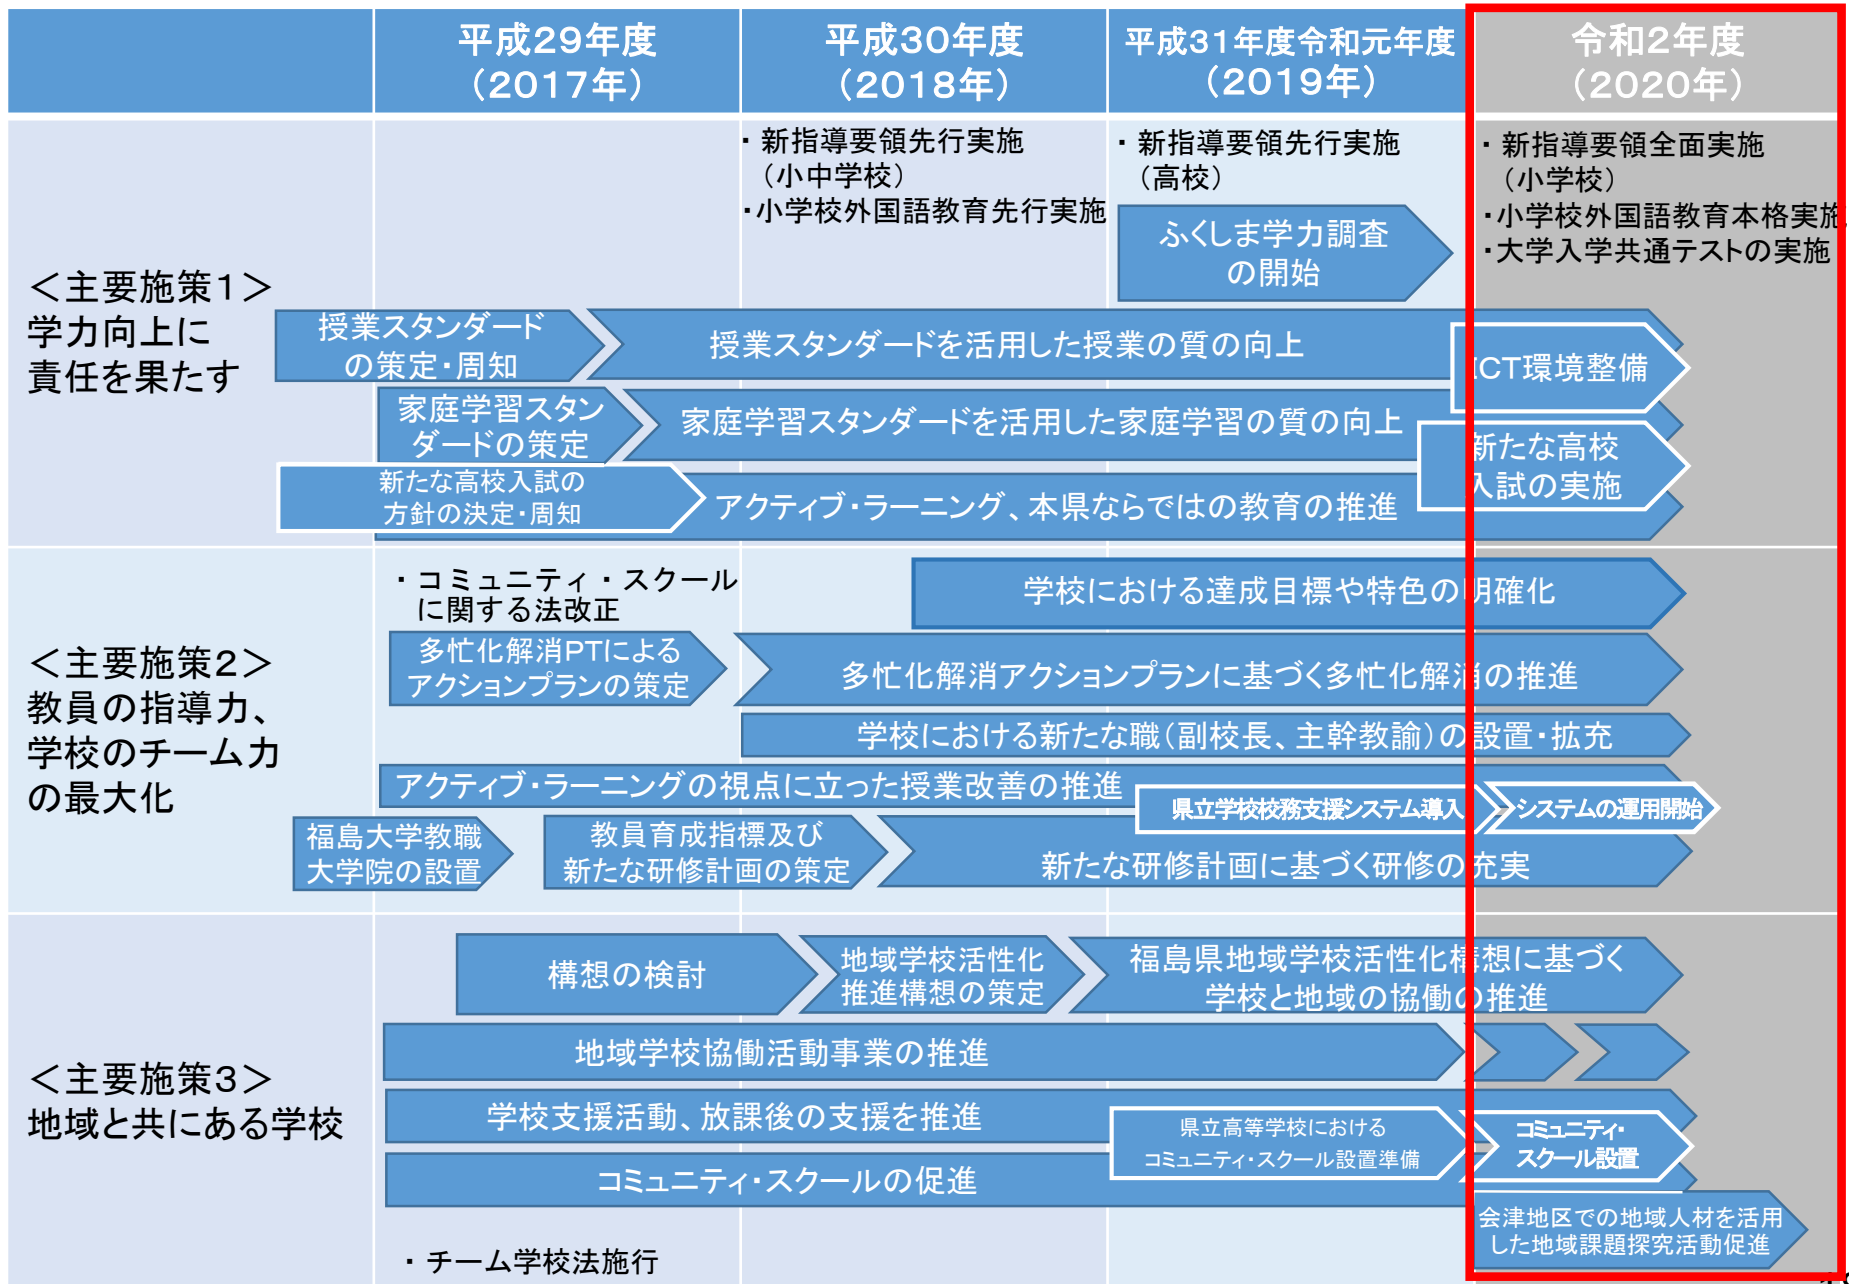 平成29年度
(2017年)
平成30年度
(2018年)
平成31年度令和元年度
(2019年)
令和2年度
(2020年)
＜主要施策1＞
学力向上に
責任を果たす
・新指導要領先行実施
（小中学校）
・小学校外国語教育先行実施
・新指導要領先行実施
（高校）
・新指導要領全面実施
（小学校）
・小学校外国語教育本格実施
・大学入学共通テストの実施
ふくしま学力調査
の開始
授業スタンダード
の策定・周知
授業スタンダードを活用した授業の質の向上
ICT環境整備
家庭学習スタン
ダードの策定
家庭学習スタンダードを活用した家庭学習の質の向上
新たな高校
入試の実施
新たな高校入試の
方針の決定・周知
アクティブ・ラーニング、本県ならではの教育の推進
＜主要施策2＞
教員の指導力、
学校のチーム力
の最大化
・コミュニティ・スクール
に関する法改正
学校における達成目標や特色の明確化
多忙化解消PTによる
アクションプランの策定
多忙化解消アクションプランに基づく多忙化解消の推進
学校における新たな職（副校長、主幹教諭）の設置・拡充
アクティブ・ラーニングの視点に立った授業改善の推進
県立学校校務支援システム導入
システムの運用開始
福島大学教職
大学院の設置
教員育成指標及び
新たな研修計画の策定
新たな研修計画に基づく研修の充実
＜主要施策3＞
地域と共にある学校
構想の検討
地域学校活性化
推進構想の策定
福島県地域学校活性化構想に基づく
学校と地域の協働の推進
地域学校協働活動事業の推進
学校支援活動、放課後の支援を推進
県立高等学校における
コミュニティ・スクール設置準備
コミュニティ・
スクール設置
コミュニティ・スクールの促進
会津地区での地域人材を活用
した地域課題探究活動促進
・チーム学校法施行